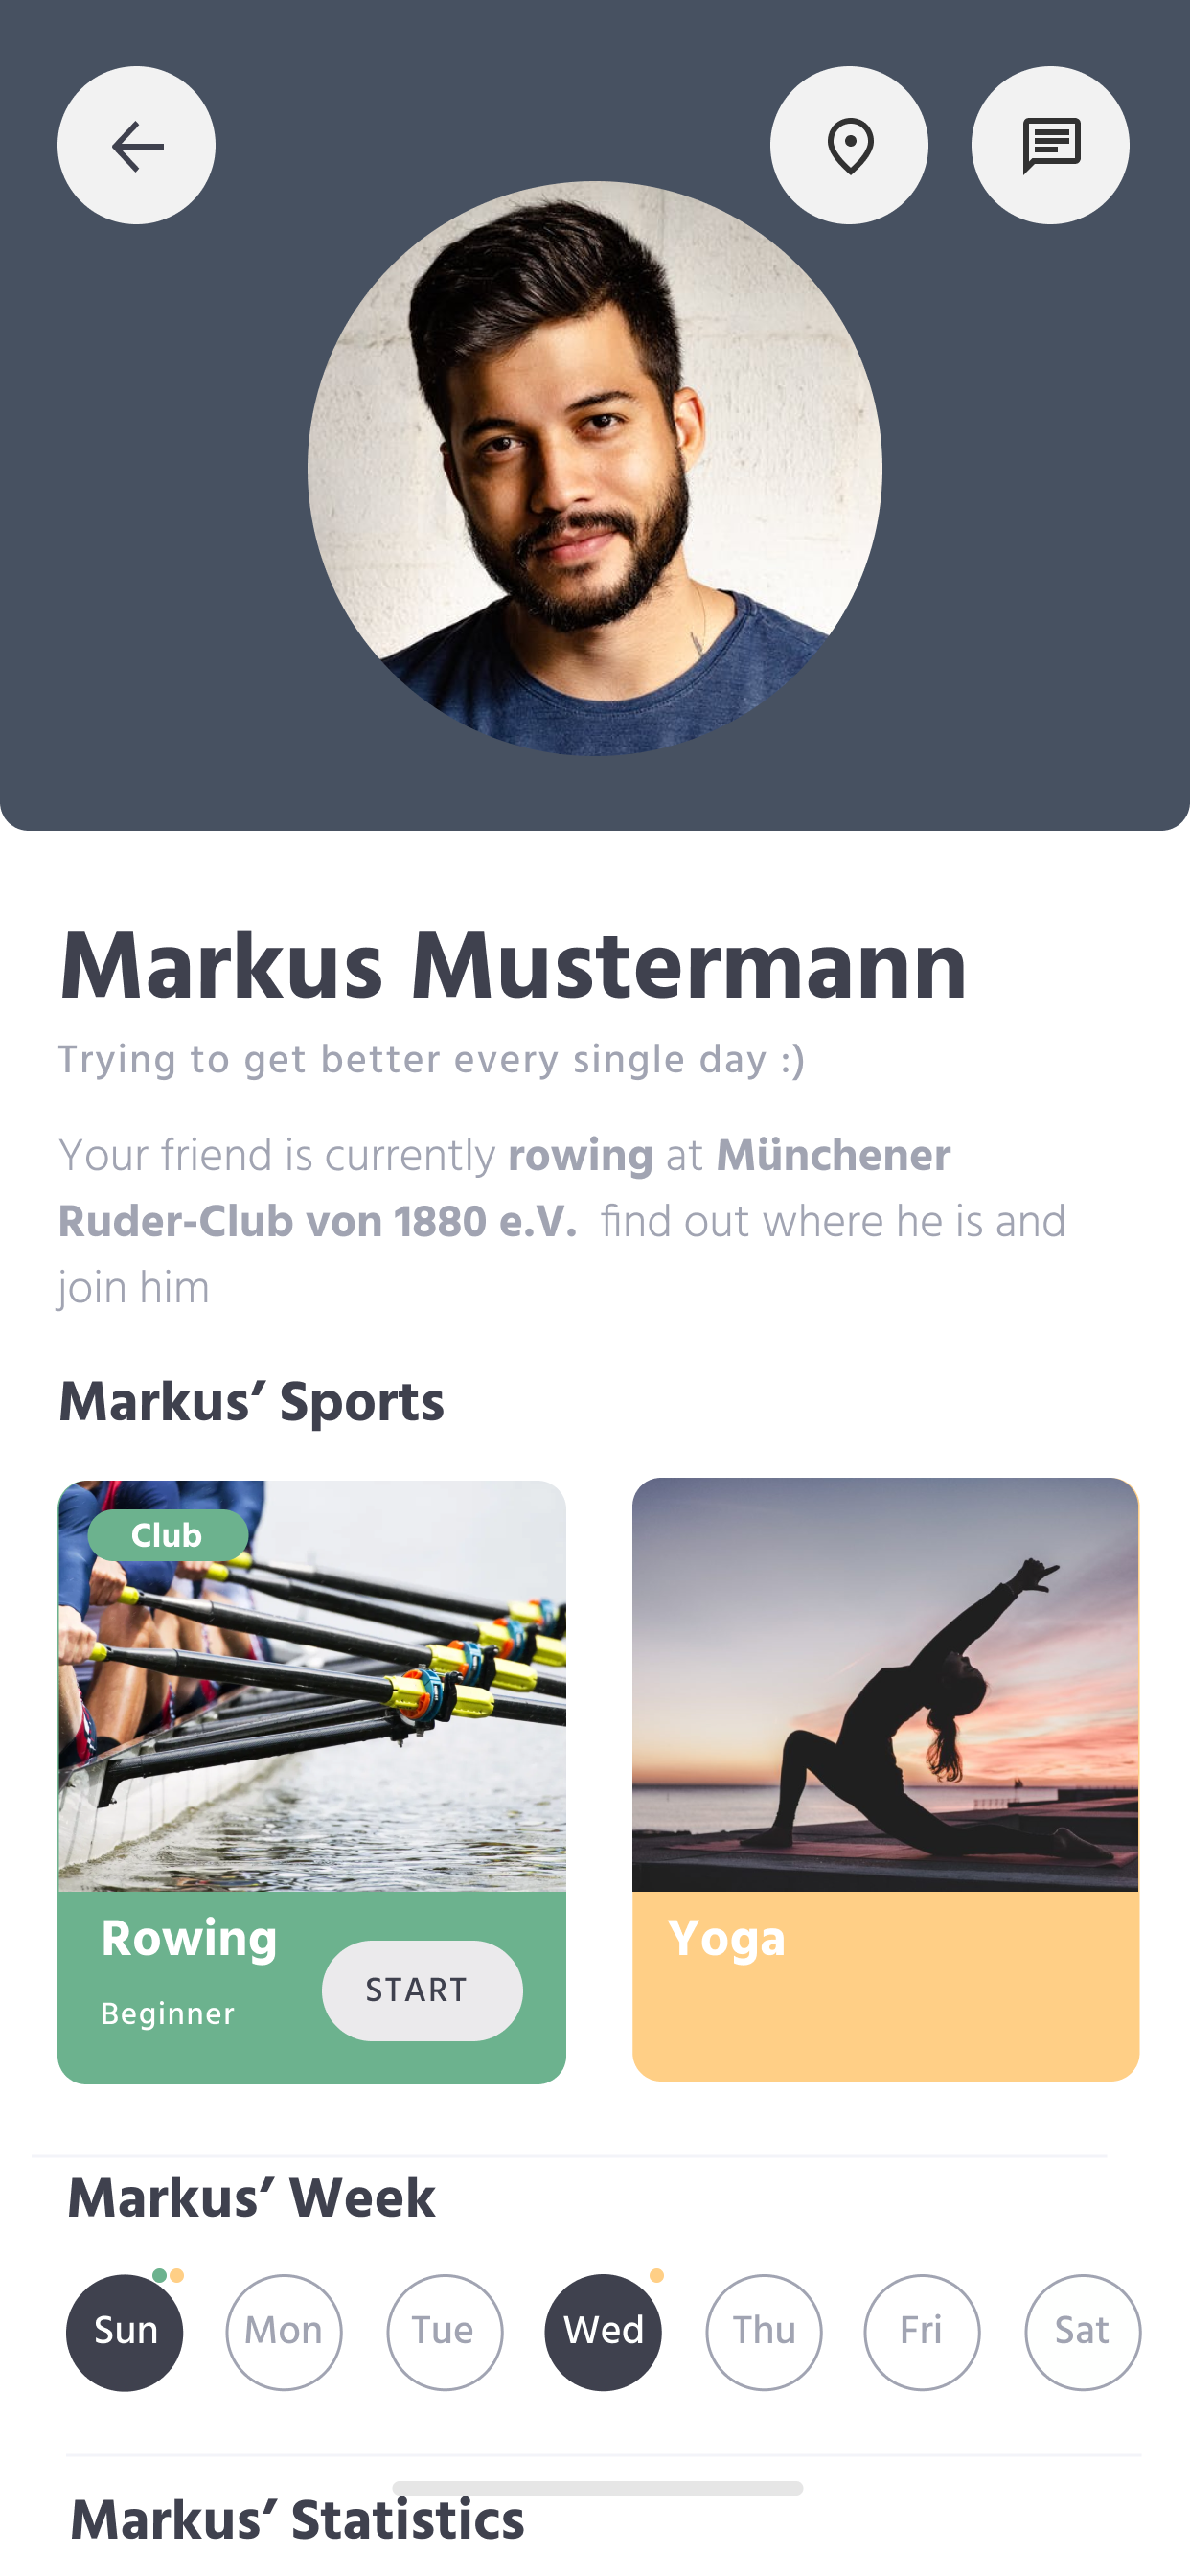 Markus Mustermann
Trying to get better every single day :)
Your friend is currently rowing at Münchener
Ruder-Club von 1880 e.V.  find out where he is and
join him
Markus’ Sports
Club
Rowing
START
Beginner
Yoga
Markus’ Week
Sun Mon Tue Wed Thu Fri Sat
Markus’ Statistics